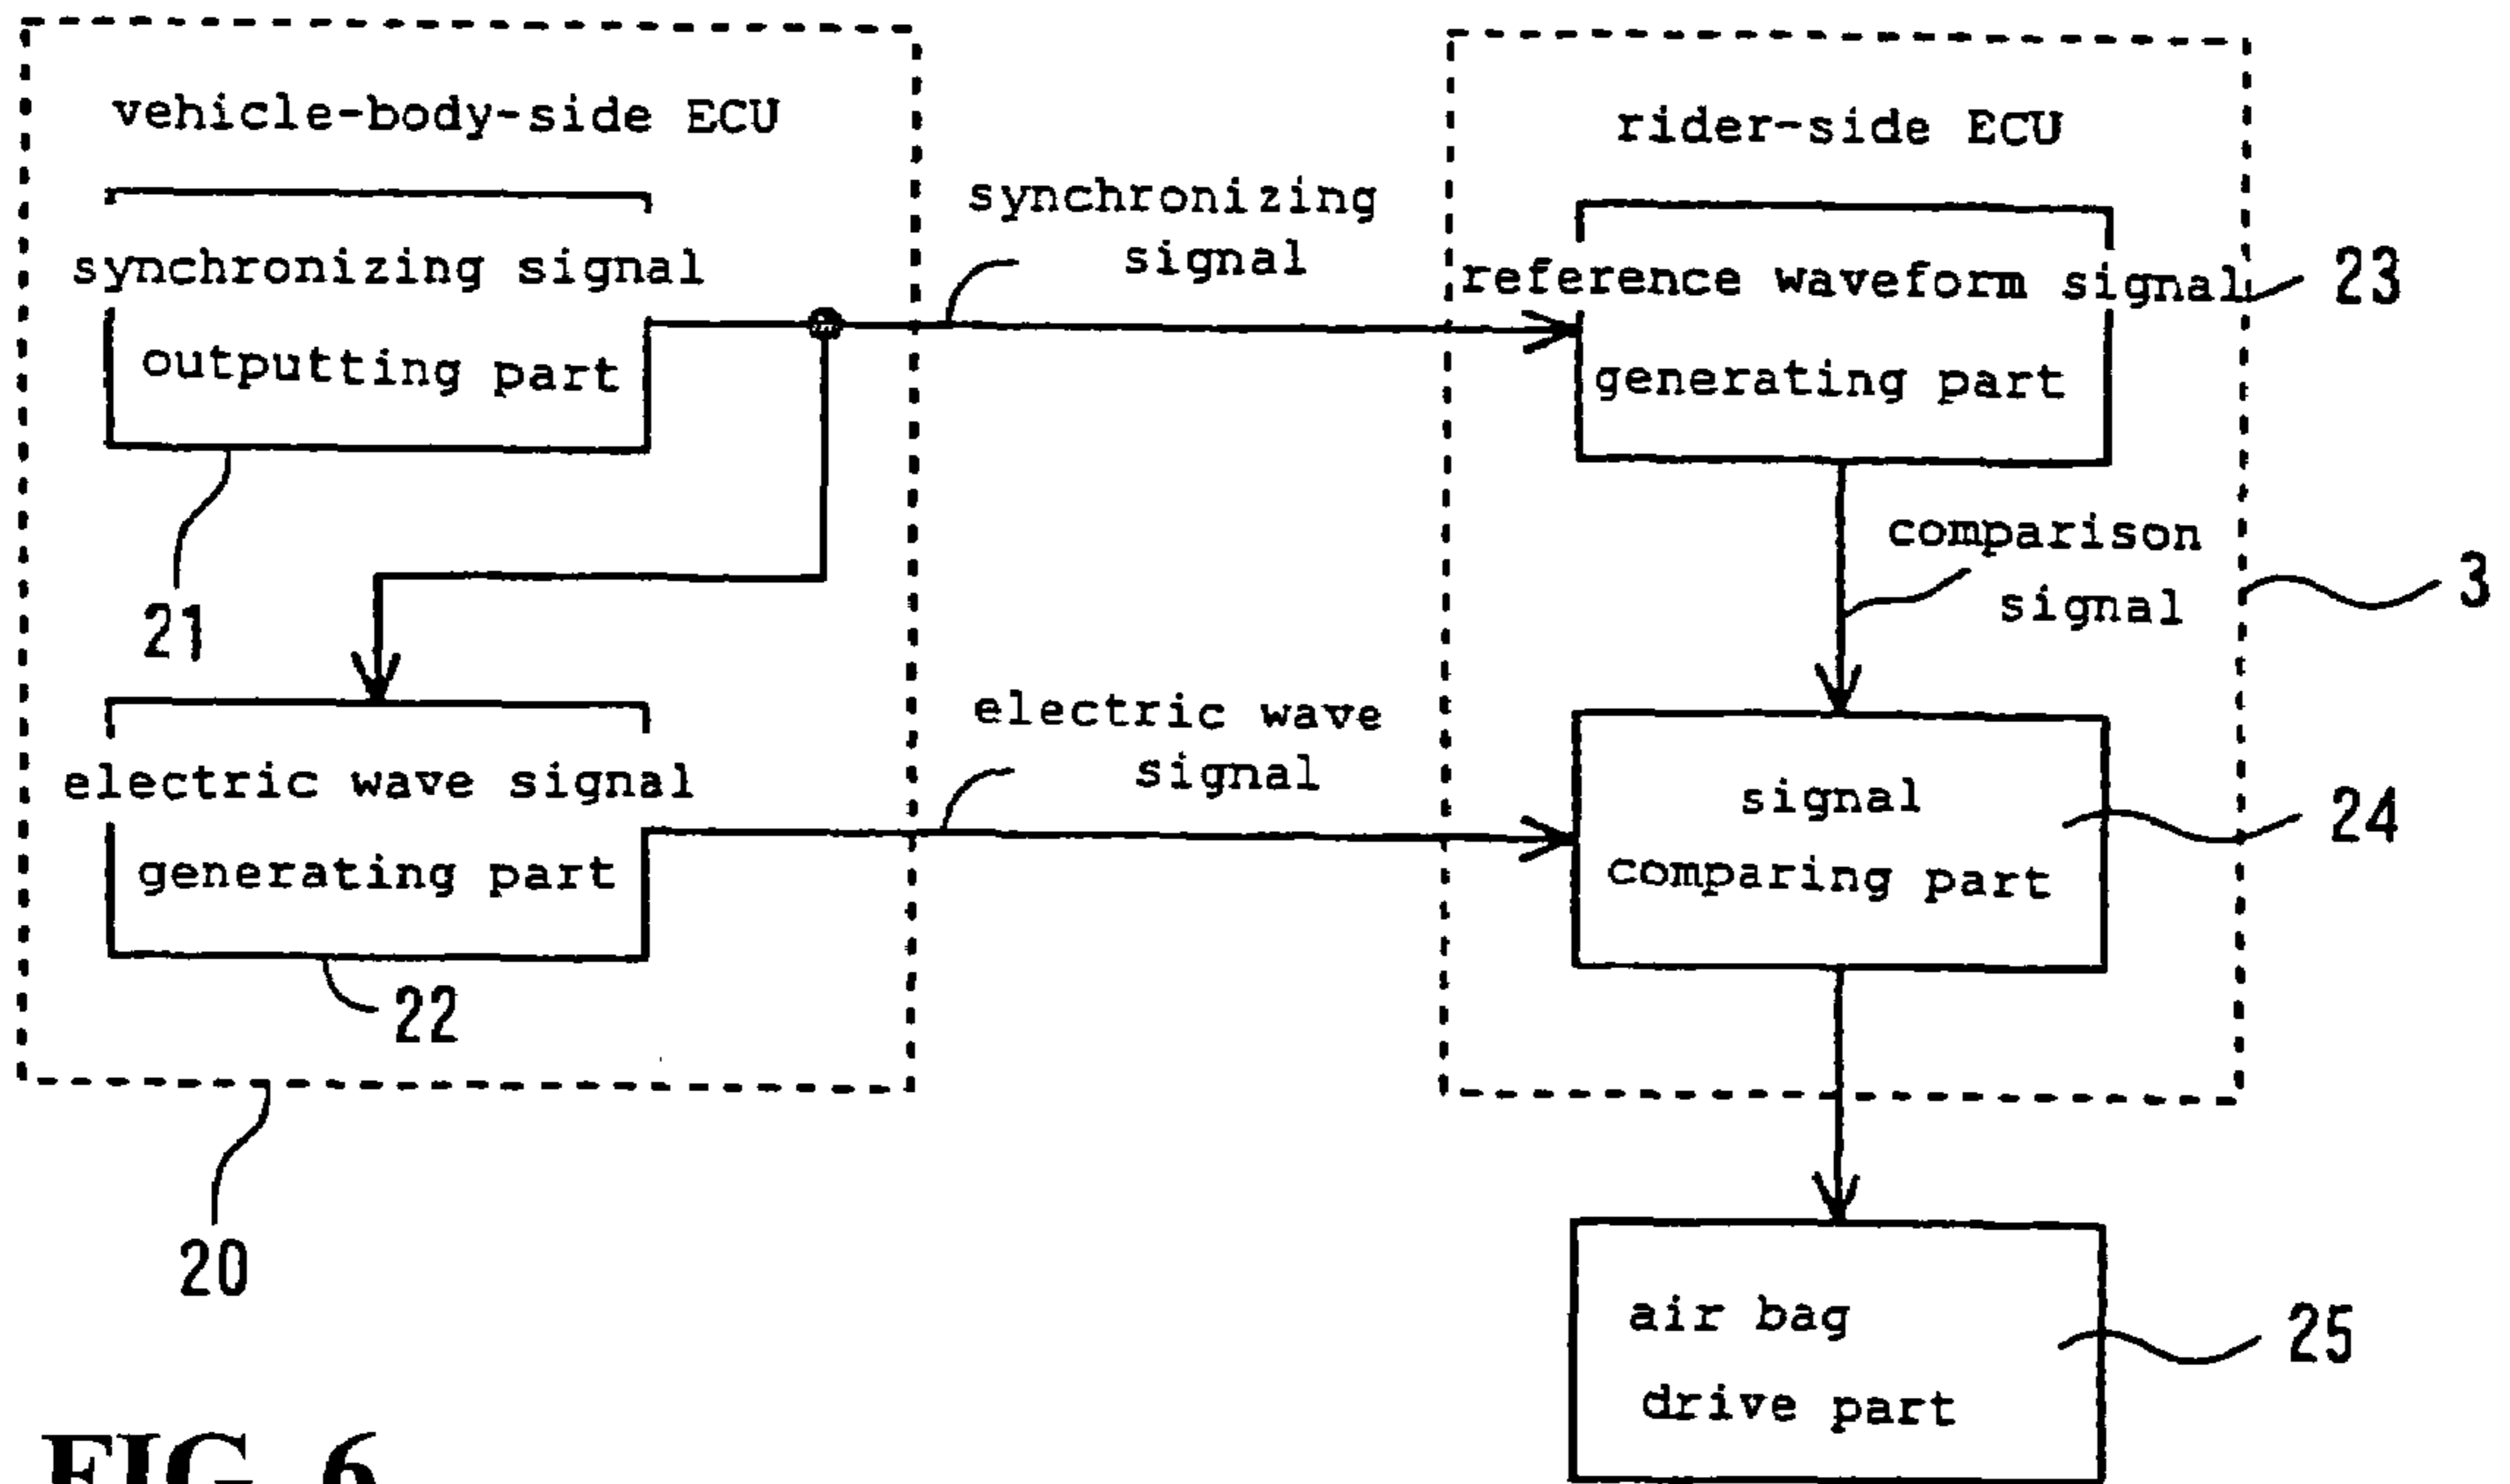 vehicle-body-side ECU
synchronizing signal
outputting part
21
electric wave signal
generating part
22
20
synchronizing
signal
electric wave
signal
rider-side ECU
reference waveform signal
generating part
23
comparison
signal
3
signal
comparing part
24
air bag
drive part
25
FIG. 6